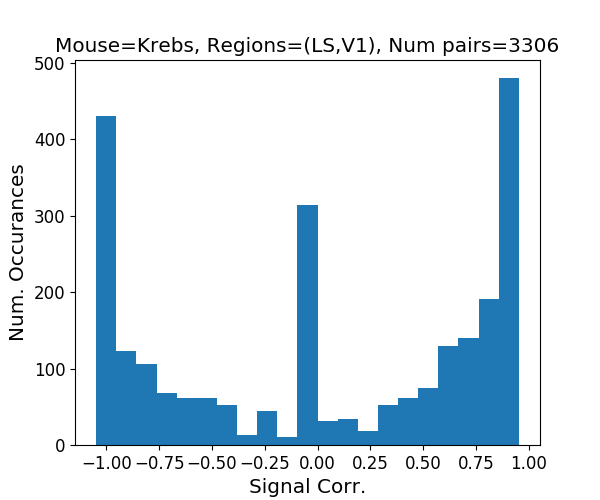 Mouse=Krebs, Regions=(LS,V1), Num pairs=3306
500
400
300
200
100
0
Num. Occurances
−1.00 −0.75 −0.50 −0.25 0.00 0.25 0.50 0.75 1.00
Signal Corr.